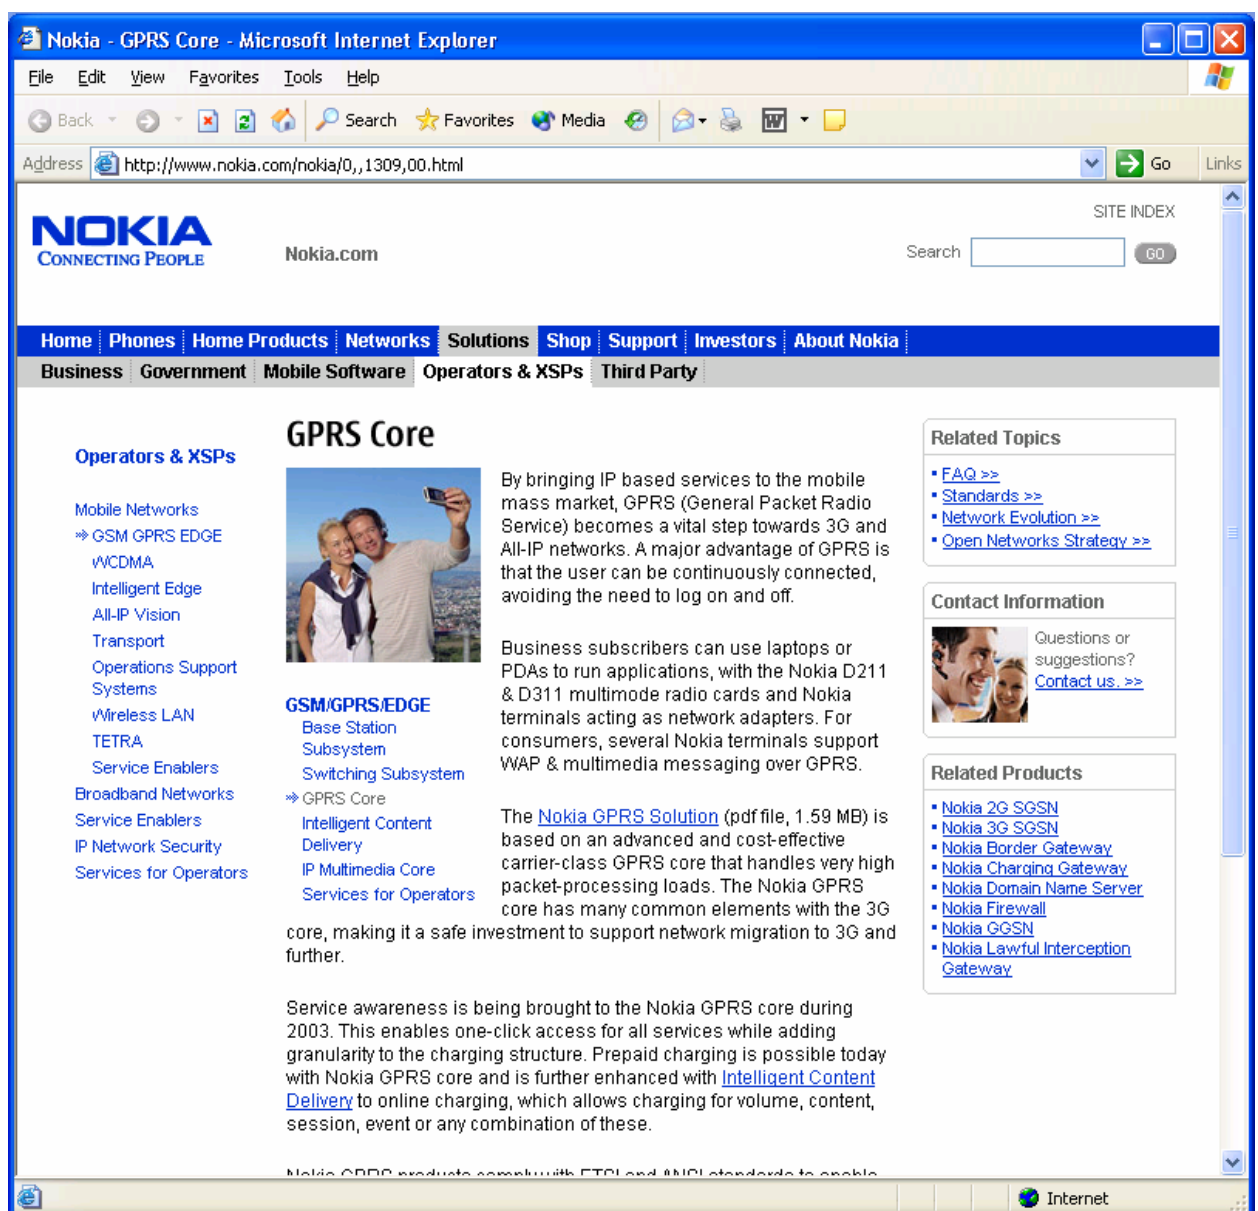 Nokia - GPRS Core - Microsoft Internet Explorer
File Edit View Favorites Tools Help
Back Search Favorites Media
Address http://www.nokia.com/nokia/0,,1309,00.html Go Links
SITE INDEX
NOKIA
CONNECTING PEOPLE
Nokia.com
Search GO
Home Phones Home Products Networks Solutions Shop Support Investors About Nokia
Business Government Mobile Software Operators & XSPs Third Party
Operators & XSPs
Mobile Networks
GSM GPRS EDGE
WCDMA
Intelligent Edge
All-IP Vision
Transport
Operations Support
Systems
Wireless LAN
TETRA
Service Enablers
Broadband Networks
Service Enablers
IP Network Security
Services for Operators
GPRS Core
GSM/GPRS/EDGE
Base Station
Subsystem
Switching Subsystem
GPRS Core
Intelligent Content
Delivery
IP Multimedia Core
Services for Operators
By bringing IP based services to the mobile
mass market, GPRS (General Packet Radio
Service) becomes a vital step towards 3G and
All-IP networks. A major advantage of GPRS is
that the user can be continuously connected,
avoiding the need to log on and off.
Business subscribers can use laptops or
PDAs to run applications, with the Nokia D211
& D311 multimode radio cards and Nokia
terminals acting as network adapters. For
consumers, several Nokia terminals support
WAP & multimedia messaging over GPRS.
The Nokia GPRS Solution (pdf file, 1.59 MB) is
based on an advanced and cost-effective
carrier-class GPRS core that handles very high
packet-processing loads. The Nokia GPRS
core has many common elements with the 3G
core, making it a safe investment to support network migration to 3G and
further.
Service awareness is being brought to the Nokia GPRS core during
2003. This enables one-click access for all services while adding
granularity to the charging structure. Prepaid charging is possible today
with Nokia GPRS core and is further enhanced with Intelligent Content
Delivery to online charging, which allows charging for volume, content,
session, event or any combination of these.
Nokia GPRS products comply with ETSI and ANSI standards to enable
Related Topics
FAQ >>
Standards >>
Network Evolution >>
Open Networks Strategy >>
Contact Information
Questions or
suggestions?
Contact us. >>
Related Products
Nokia 2G SGSN
Nokia 3G SGSN
Nokia Border Gateway
Nokia Charging Gateway
Nokia Domain Name Server
Nokia Firewall
Nokia GGSN
Nokia Lawful Interception
Gateway
Internet